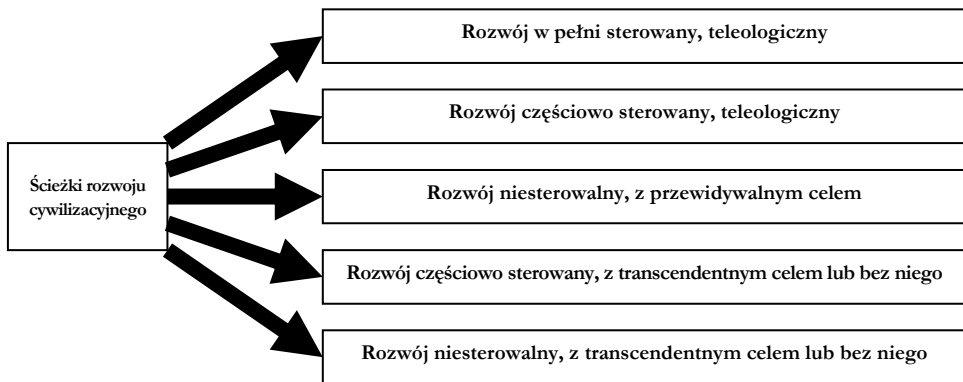 Rozwój w pełni sterowany, teleologiczny
Rozwój częściowo sterowany, teleologiczny
Ścieżki rozwoju
cywilizacyjnego
Rozwój niesterowalny, z przewidywalnym celem
Rozwój częściowo sterowany, z transcendentnym celem lub bez niego
Rozwój niesterowalny, z transcendentnym celem lub bez niego